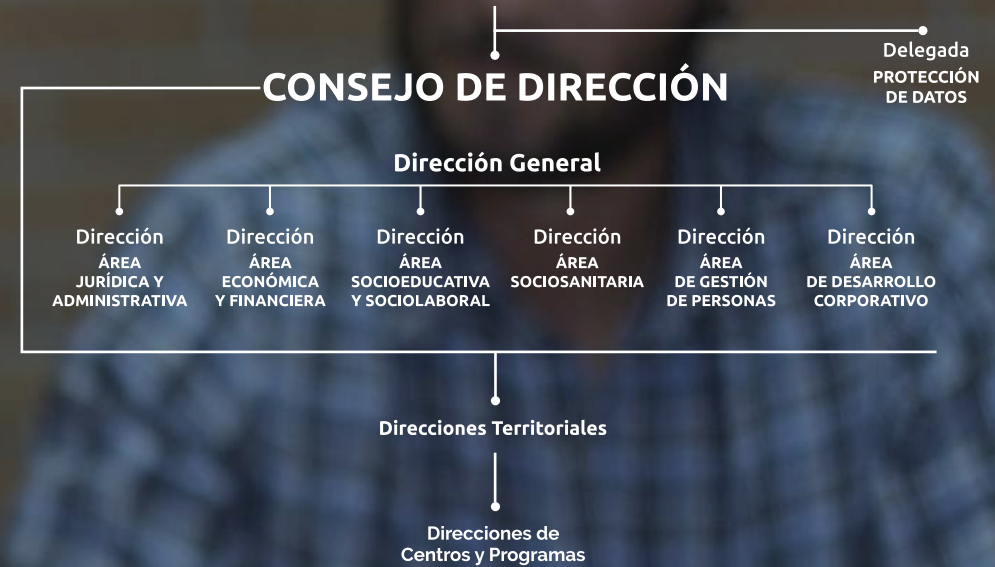 Delegada
PROTECCIÓN
DE DATOS
CONSEJO DE DIRECCIÓN
Dirección General
Dirección
ÁREA
JURÍDICA Y
ADMINISTRATIVA
Dirección
ÁREA
ECONÓMICA
Y FINANCIERA
Dirección
ÁREA
SOCIOEDUCATIVA
Y SOCIOLABORAL
Dirección
ÁREA
SOCIOSANITARIA
Dirección
ÁREA
DE GESTIÓN
DE PERSONAS
Dirección
ÁREA
DE DESARROLLO
CORPORATIVO
Direcciones Territoriales
Direcciones de
Centros y Programas